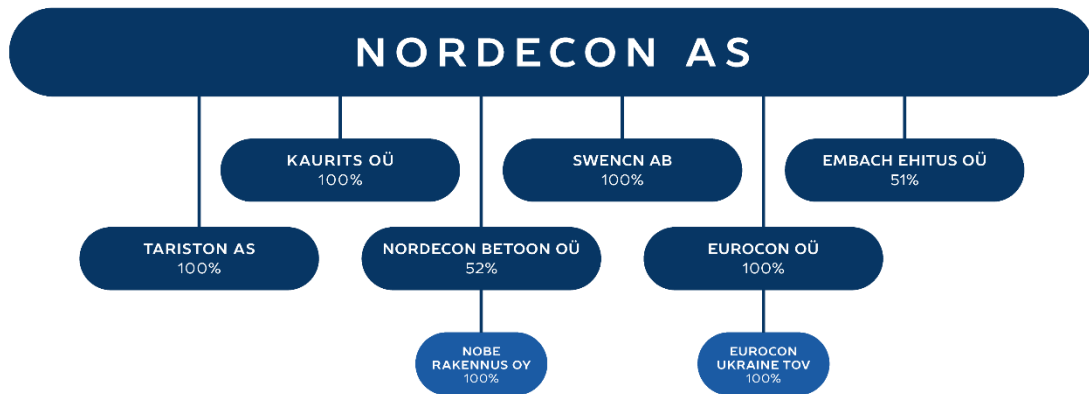 NORDECON AS
KAURITS OÜ
100%
SWENCN AB
100%
EMBACH EHITUS OÜ
51%
TARISTON AS
100%
NORDECON BETOON OÜ
52%
EUROCON OÜ
100%
NOBE
RAKENNUS OY
100%
EUROCON
UKRAINE TOV
100%